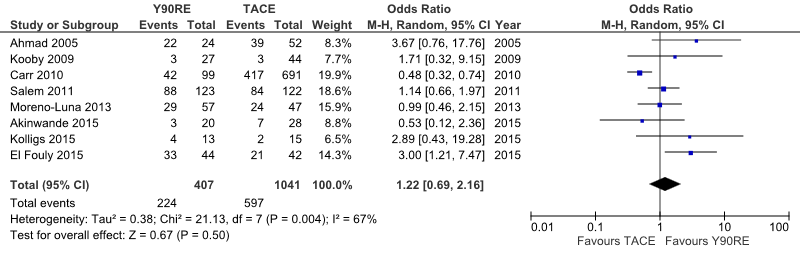 Y90RE TACE Odds Ratio Odds Ratio
Study or Subgroup Events Total Events Total Weight M-H, Random, 95% CI Year M-H, Random, 95% CI
Ahmad 2005 22 24 39 52 8.3% 3.67 [0.76, 17.76] 2005
Kooby 2009 3 27 3 44 7.7% 1.71 [0.32, 9.15] 2009
Carr 2010 42 99 417 691 19.9% 0.48 [0.32, 0.74] 2010
Salem 2011 88 123 84 122 18.6% 1.14 [0.66, 1.97] 2011
Moreno-Luna 2013 29 57 24 47 15.9% 0.99 [0.46, 2.15] 2013
Akinwande 2015 3 20 7 28 8.8% 0.53 [0.12, 2.36] 2015
Kolligs 2015 4 13 2 15 6.5% 2.89 [0.43, 19.28] 2015
El Fouly 2015 33 44 21 42 14.3% 3.00 [1.21, 7.47] 2015
Total (95% CI) 407 1041 100.0% 1.22 [0.69, 2.16]
Total events 224 597
Heterogeneity: Tau² = 0.38; Chi² = 21.13, df = 7 (P = 0.004); I² = 67%
Test for overall effect: Z = 0.67 (P = 0.50)
0.01 0.1 1 10 100
Favours TACE Favours Y90RE